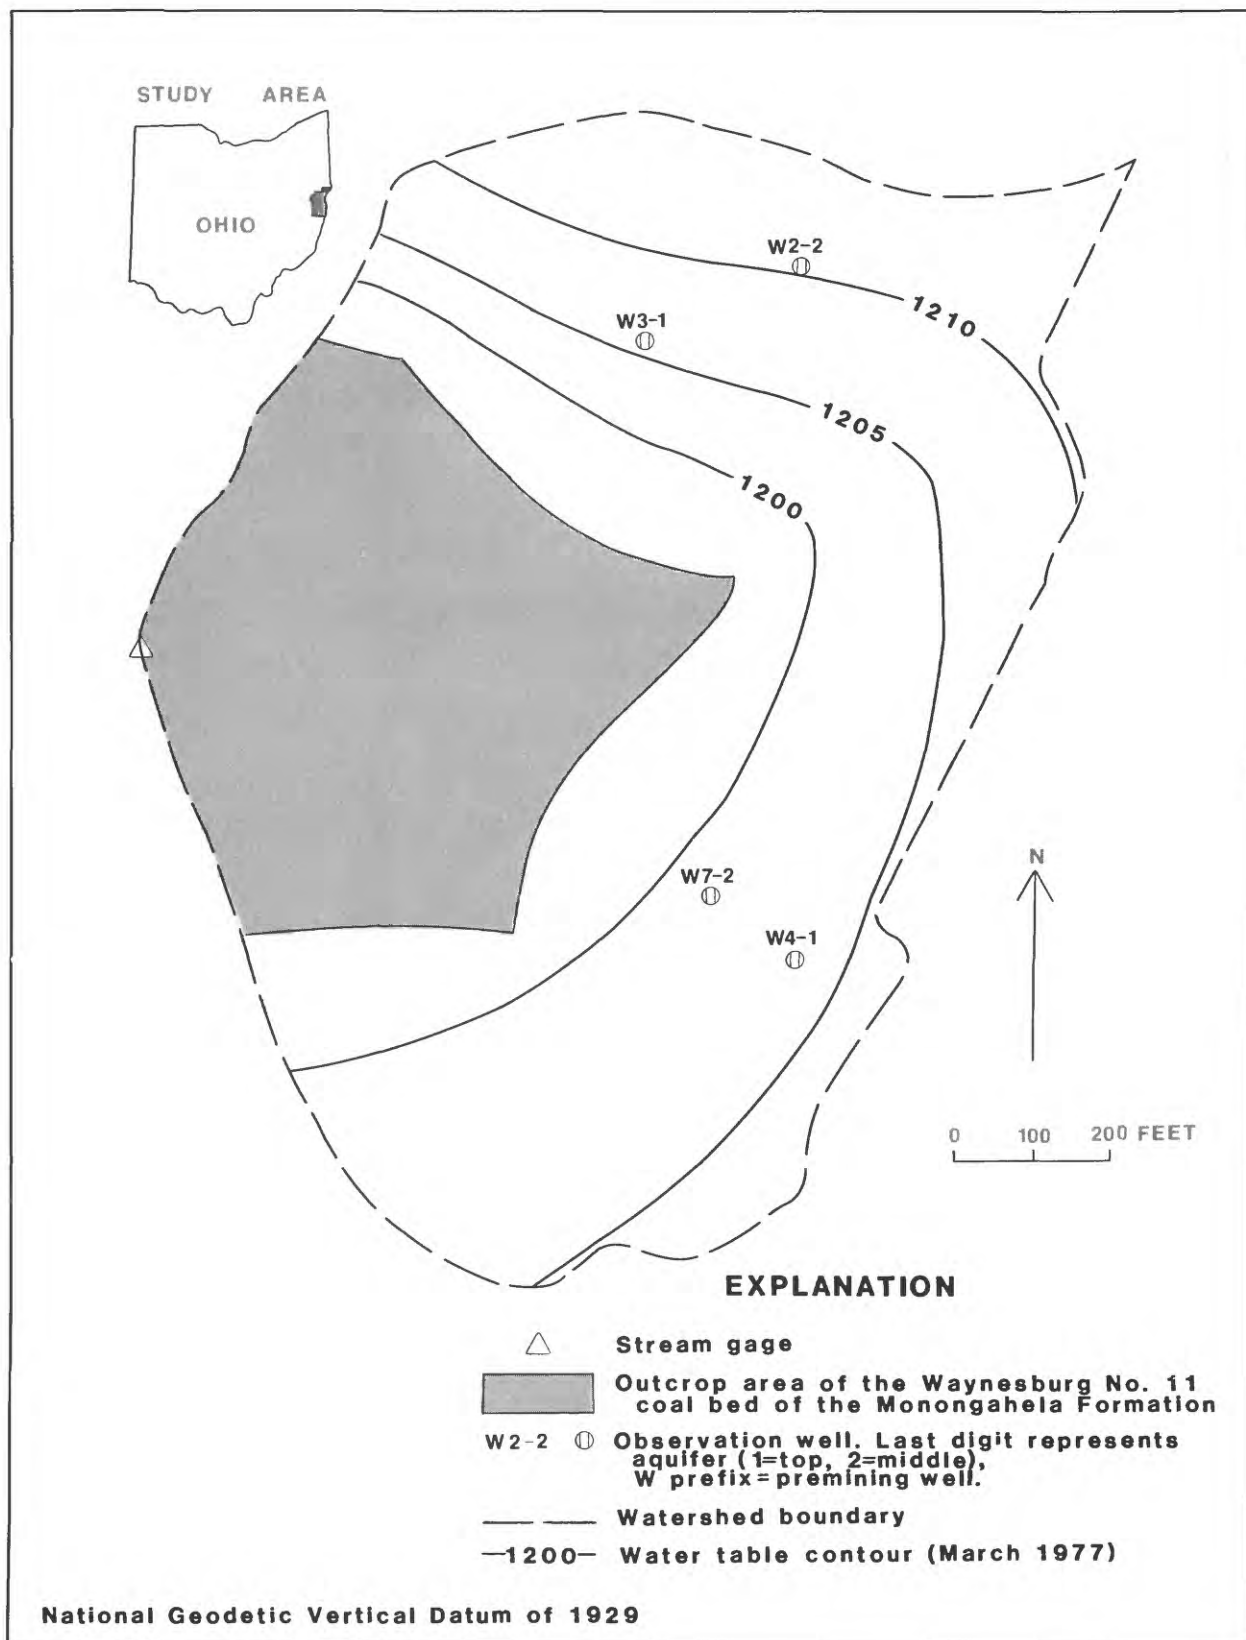 STUDY AREA
OHIO
W2-2
1210
W3-1
1205
1200
W7-2
W4-1
N
0 100 200 FEET
EXPLANATION
Stream gage
Outcrop area of the Waynesburg No. 11
coal bed of the Monongahela Formation
W2-2 Observation well. Last digit represents
aquifer (1=top, 2=middle),
W prefix=premining well.
Watershed boundary
—1200— Water table contour (March 1977)
National Geodetic Vertical Datum of 1929